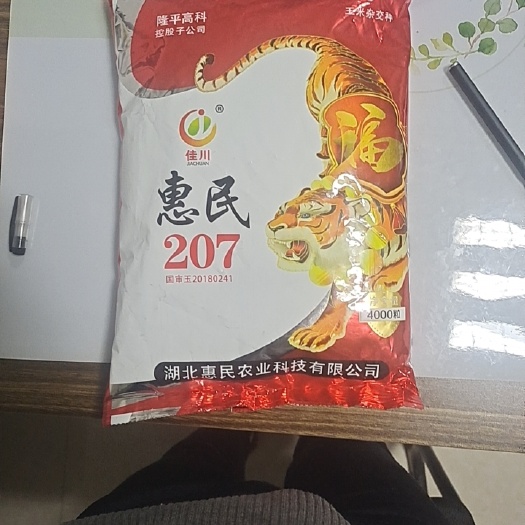 隆平高科
控股子公司
玉米杂交种
®
佳川
JIACHUAN
惠民
207
国审玉20180241
福
4000粒
湖北惠民农业科技有限公司